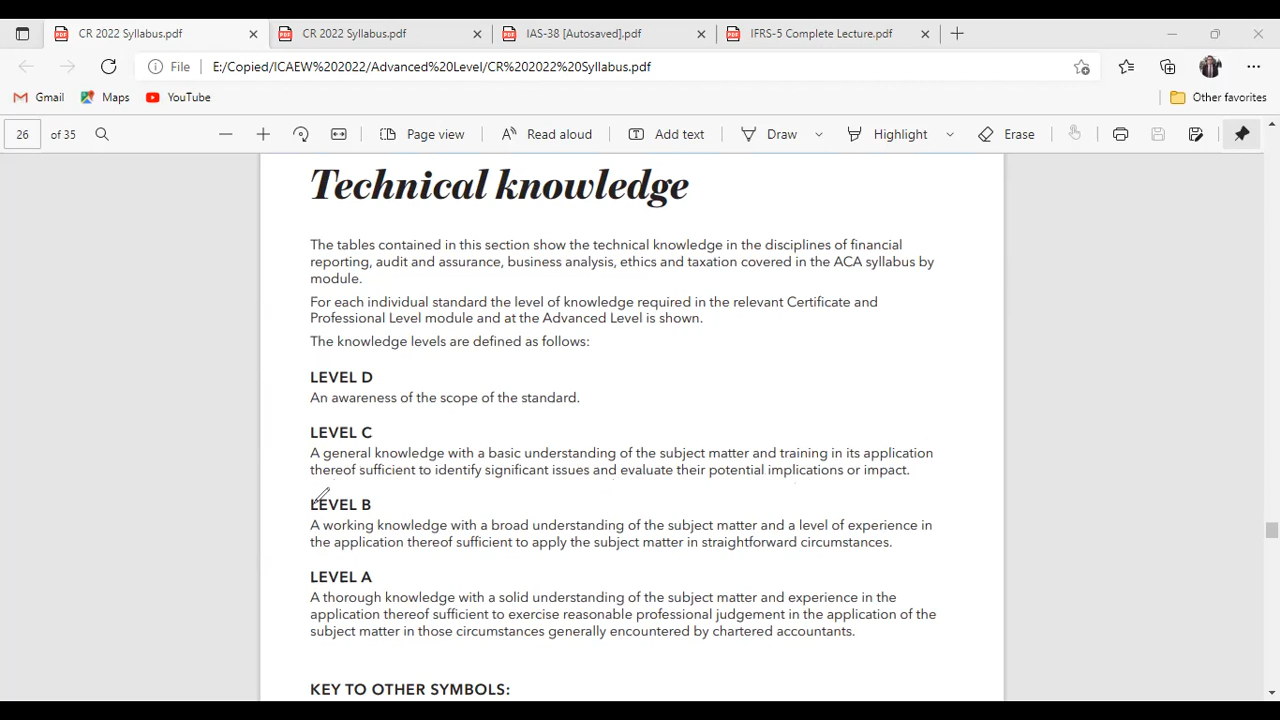 CR 2022 Syllabus.pdf
CR 2022 Syllabus.pdf
IAS-38 [Autosaved].pdf
IFRS-5 Complete Lecture.pdf
File E:/Copied/ICAEW%202022/Advanced%20Level/CR%202022%20Syllabus.pdf
Gmail Maps YouTube Other favorites
26 of 35 Page view Read aloud Add text Draw Highlight Erase
Technical knowledge
The tables contained in this section show the technical knowledge in the disciplines of financial
reporting, audit and assurance, business analysis, ethics and taxation covered in the ACA syllabus by
module.
For each individual standard the level of knowledge required in the relevant Certificate and
Professional Level module and at the Advanced Level is shown.
The knowledge levels are defined as follows:
LEVEL D
An awareness of the scope of the standard.
LEVEL C
A general knowledge with a basic understanding of the subject matter and training in its application
thereof sufficient to identify significant issues and evaluate their potential implications or impact.
LEVEL B
A working knowledge with a broad understanding of the subject matter and a level of experience in
the application thereof sufficient to apply the subject matter in straightforward circumstances.
LEVEL A
A thorough knowledge with a solid understanding of the subject matter and experience in the
application thereof sufficient to exercise reasonable professional judgement in the application of the
subject matter in those circumstances generally encountered by chartered accountants.
KEY TO OTHER SYMBOLS: